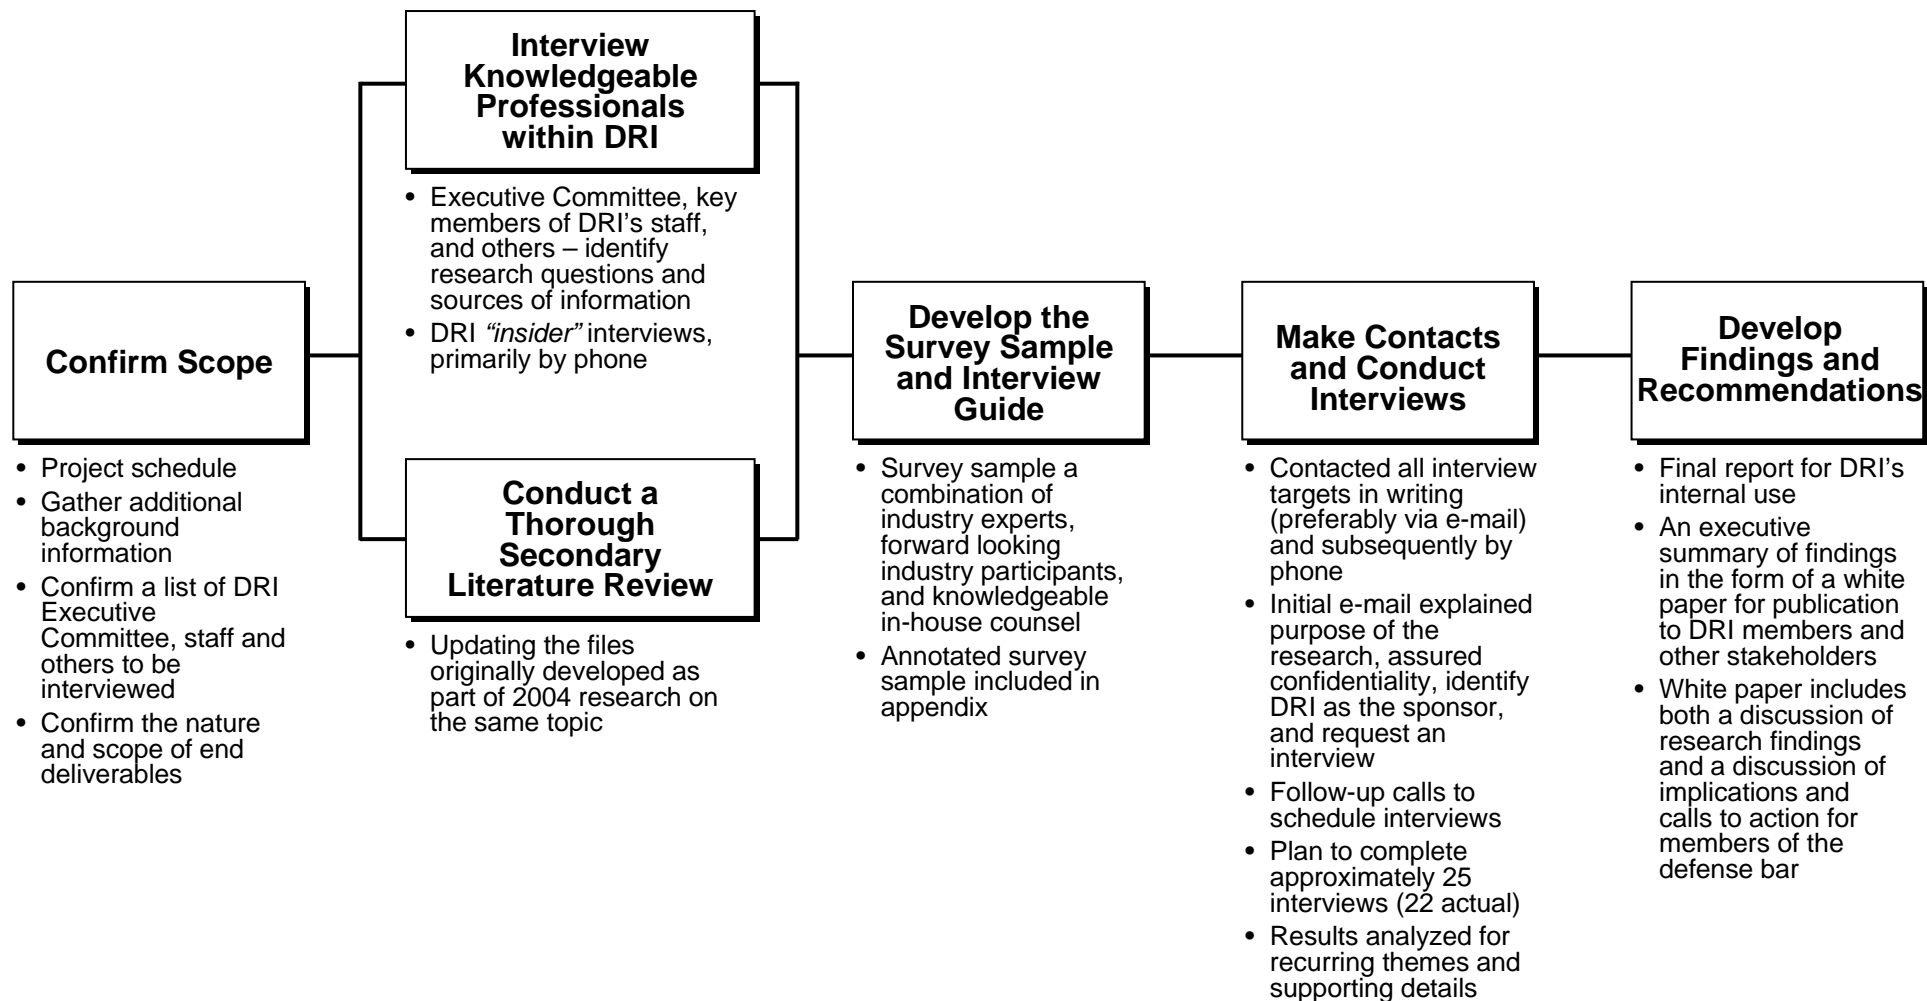 Interview
Knowledgeable
Professionals
within DRI
• Executive Committee, key
members of DRI’s staff,
and others – identify
research questions and
sources of information
• DRI “insider” interviews,
primarily by phone
Confirm Scope
• Project schedule
• Gather additional
background
information
• Confirm a list of DRI
Executive
Committee, staff and
others to be
interviewed
• Confirm the nature
and scope of end
deliverables
Conduct a
Thorough
Secondary
Literature Review
• Updating the files
originally developed as
part of 2004 research on
the same topic
Develop the
Survey Sample
and Interview
Guide
• Survey sample a
combination of
industry experts,
forward looking
industry participants,
and knowledgeable
in-house counsel
• Annotated survey
sample included in
appendix
Make Contacts
and Conduct
Interviews
• Contacted all interview
targets in writing
(preferably via e-mail)
and subsequently by
phone
• Initial e-mail explained
purpose of the
research, assured
confidentiality, identify
DRI as the sponsor,
and request an
interview
• Follow-up calls to
schedule interviews
• Plan to complete
approximately 25
interviews (22 actual)
• Results analyzed for
recurring themes and
supporting details
Develop
Findings and
Recommendations
• Final report for DRI’s
internal use
• An executive
summary of findings
in the form of a white
paper for publication
to DRI members and
other stakeholders
• White paper includes
both a discussion of
research findings
and a discussion of
implications and
calls to action for
members of the
defense bar